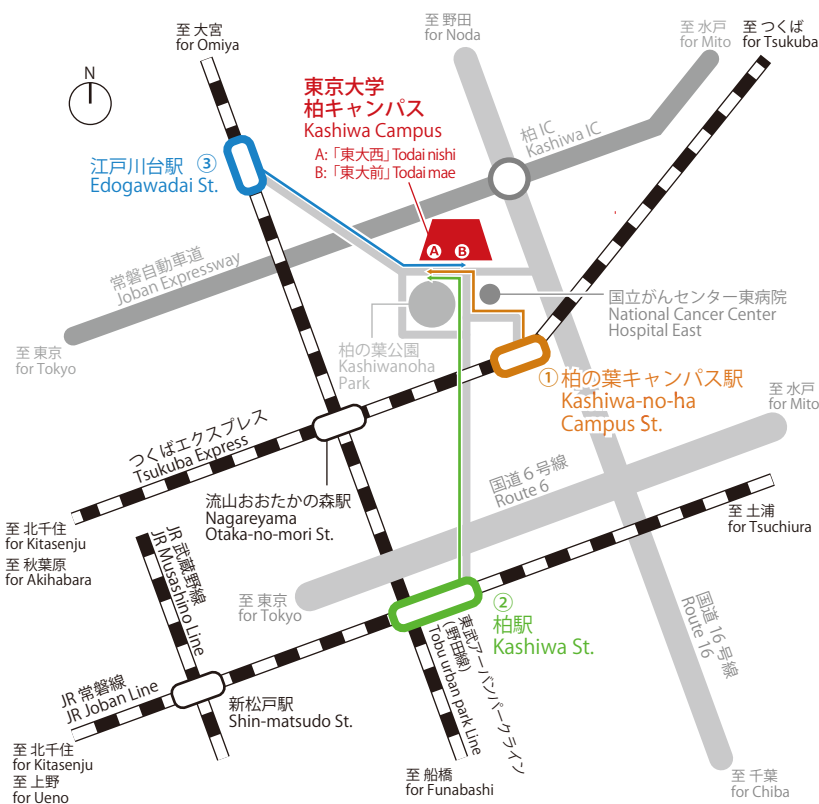 至 大宮
for Omiya
至 野田
for Noda
至 水戸
for Mito
至 つくば
for Tsukuba
N
東京大学
柏キャンパス
Kashiwa Campus
A:「東大西」Todai nishi
B:「東大前」Todai mae
柏 IC
Kashiwa IC
江戸川台駅 ③
Edogawadai St.
A B
常磐自動車道
Joban Expressway
国立がんセンター東病院
National Cancer Center
Hospital East
至 東京
for Tokyo
柏の葉公園
Kashiwanoha
Park
①柏の葉キャンパス駅
Kashiwa-no-ha
Campus St.
至 水戸
for Mito
つくばエクスプレス
Tsukuba Express
国道 6 号線
Route 6
流山おおたかの森駅
Nagareyama
Otaka-no-mori St.
至 土浦
for Tsuchiura
至 北千住
for Kitasenju
至 秋葉原
for Akihabara
JR 武蔵野線
JR Musashino Line
至 東京
for Tokyo
②
柏駅
Kashiwa St.
国道 16 号線
Route 16
東武アーバンパークライン
(野田線)
Tobu urban park Line
JR 常磐線
JR Joban Line
新松戸駅
Shin-matsudo St.
至 北千住
for Kitasenju
至 上野
for Ueno
至 船橋
for Funabashi
至 千葉
for Chiba